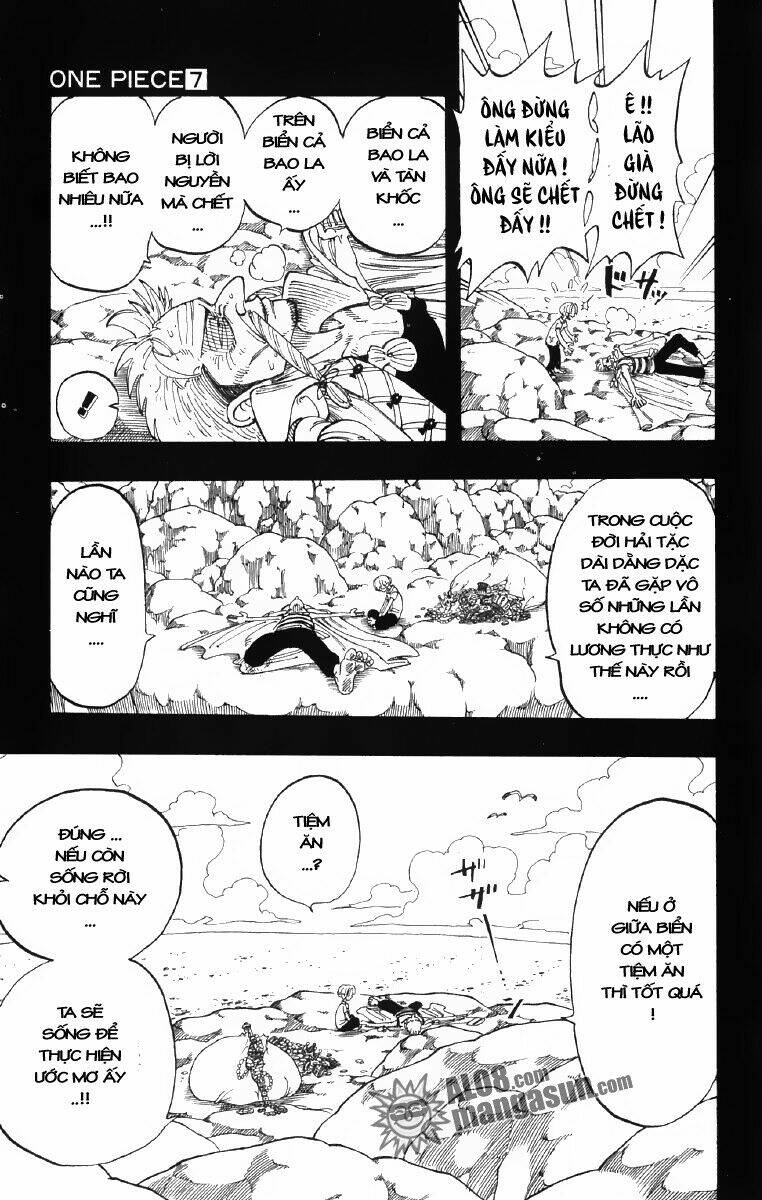 ONE PIECE 7
Ê!!
LÃO
GIÀ
ĐỪNG
CHẾT!
ÔNG ĐỪNG
LÀM KIỂU
ĐẤY NỮA!
ÔNG SẼ CHẾT
ĐẤY!!
ドサ
BIỂN CẢ
BAO LA
VÀ TÀN
KHỐC
...
TRÊN
BIỂN CẢ
BAO LA
ẤY
...
NGƯỜI
BỊ LỜI
NGUYỀN
MÀ CHẾT
...
KHÔNG
BIẾT BAO
NHIÊU NỮA
...!!
!
TRONG CUỘC
ĐỜI HẢI TẶC
DÀI DẰNG DẶC
TA ĐÃ GẶP VÔ
SỐ NHỮNG LẦN
KHÔNG CÓ
LƯƠNG THỰC NHƯ
THẾ NÀY RỒI
....
LẦN
NÀO TA
CŨNG
NGHĨ
....
NẾU Ở
GIỮA BIỂN
CÓ MỘT
TIỆM ĂN
THÌ TỐT QUÁ
!
TIỆM
ĂN
...?
ĐÚNG ...
NẾU CÒN
SỐNG RỜI
KHỎI CHỖ NÀY
...
TA SẼ
SỐNG ĐỂ
THỰC HIỆN
ƯỚC MƠ ẤY
..!!
AL08.com
mangasun.com